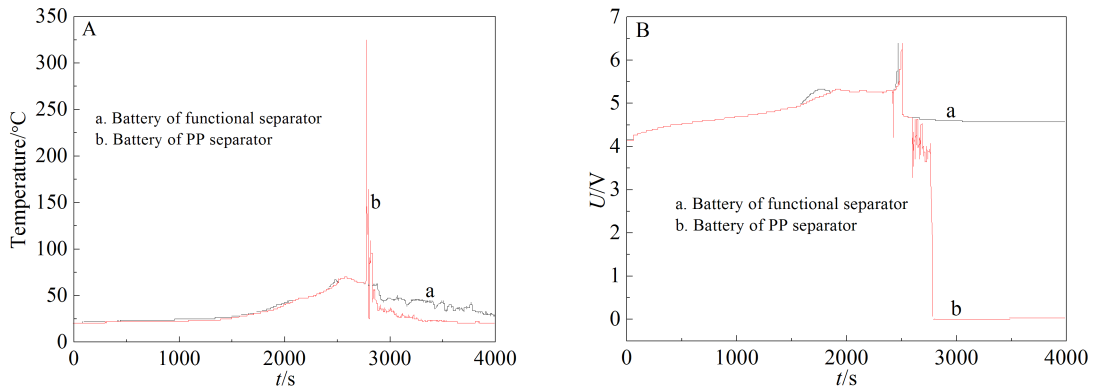 A
Temperature/°C
350
300
250
200
150
100
50
0
a. Battery of functional separator
b. Battery of PP separator
b
a
0
1000
2000
3000
4000
t/s
B
U/V
7
6
5
4
3
2
1
0
a
a. Battery of functional separator
b. Battery of PP separator
b
0
1000
2000
3000
4000
t/s